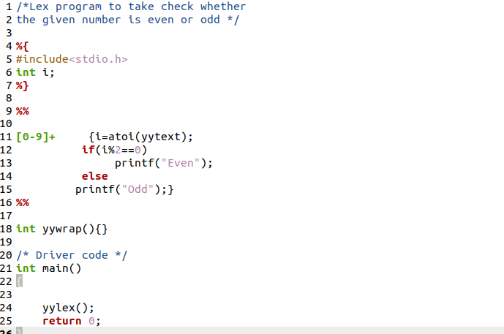 1 /*Lex program to take check whether
2 the given number is even or odd */
3
4 %{
5 #include<stdio.h>
6 int i;
7 %}
8
9 %%
10
11 [0-9]+     {i=atoi(yytext);
12           if(i%2==0)
13                printf("Even");
14           else
15          printf("Odd");}
16 %%
17
18 int yywrap(){}
19
20 /* Driver code */
21 int main()
22 {
23
24     yylex();
25     return 0;
26 }